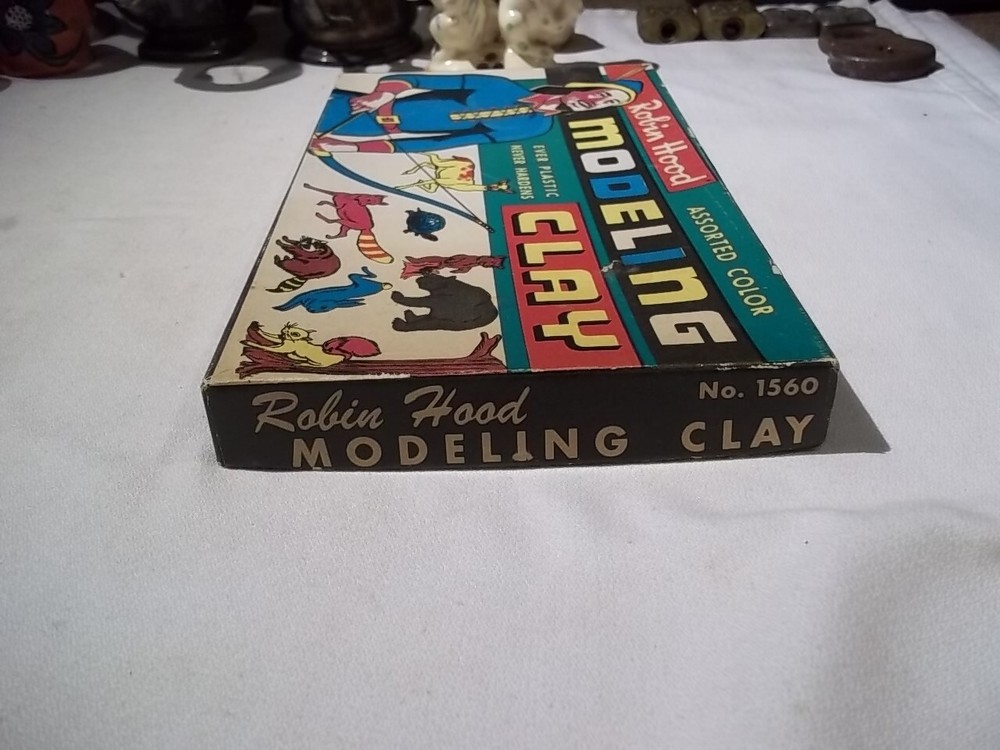 Robin Hood
ASSORTED COLOR
MODELING
CLAY
EVER PLASTIC
NEVER HARDENS
Robin Hood
No. 1560
MODELING CLAY